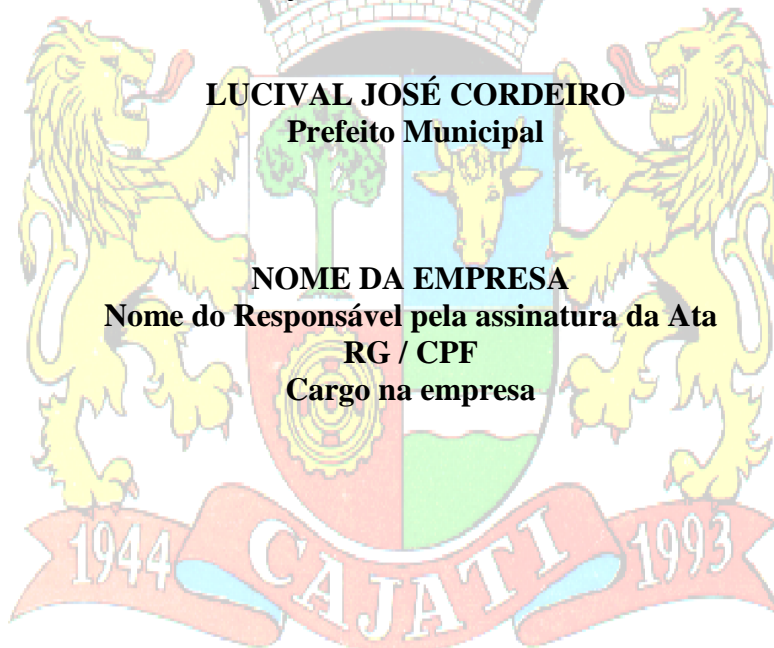 LUCIVAL JOSÉ CORDEIRO
Prefeito Municipal
NOME DA EMPRESA
Nome do Responsável pela assinatura da Ata
RG / CPF
Cargo na empresa
1944 CAJATI 1993